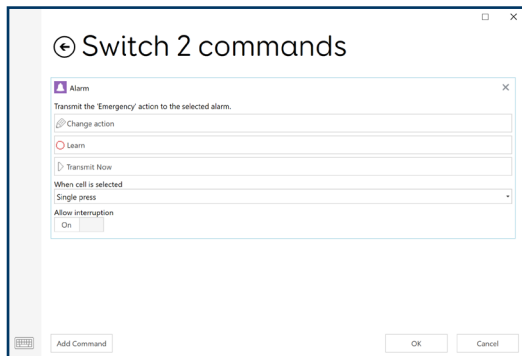 Switch 2 commands
Alarm
Transmit the 'Emergency' action to the selected alarm.
Change action
Learn
Transmit Now
When cell is selected
Single press
Allow interruption
On
Add Command
OK
Cancel